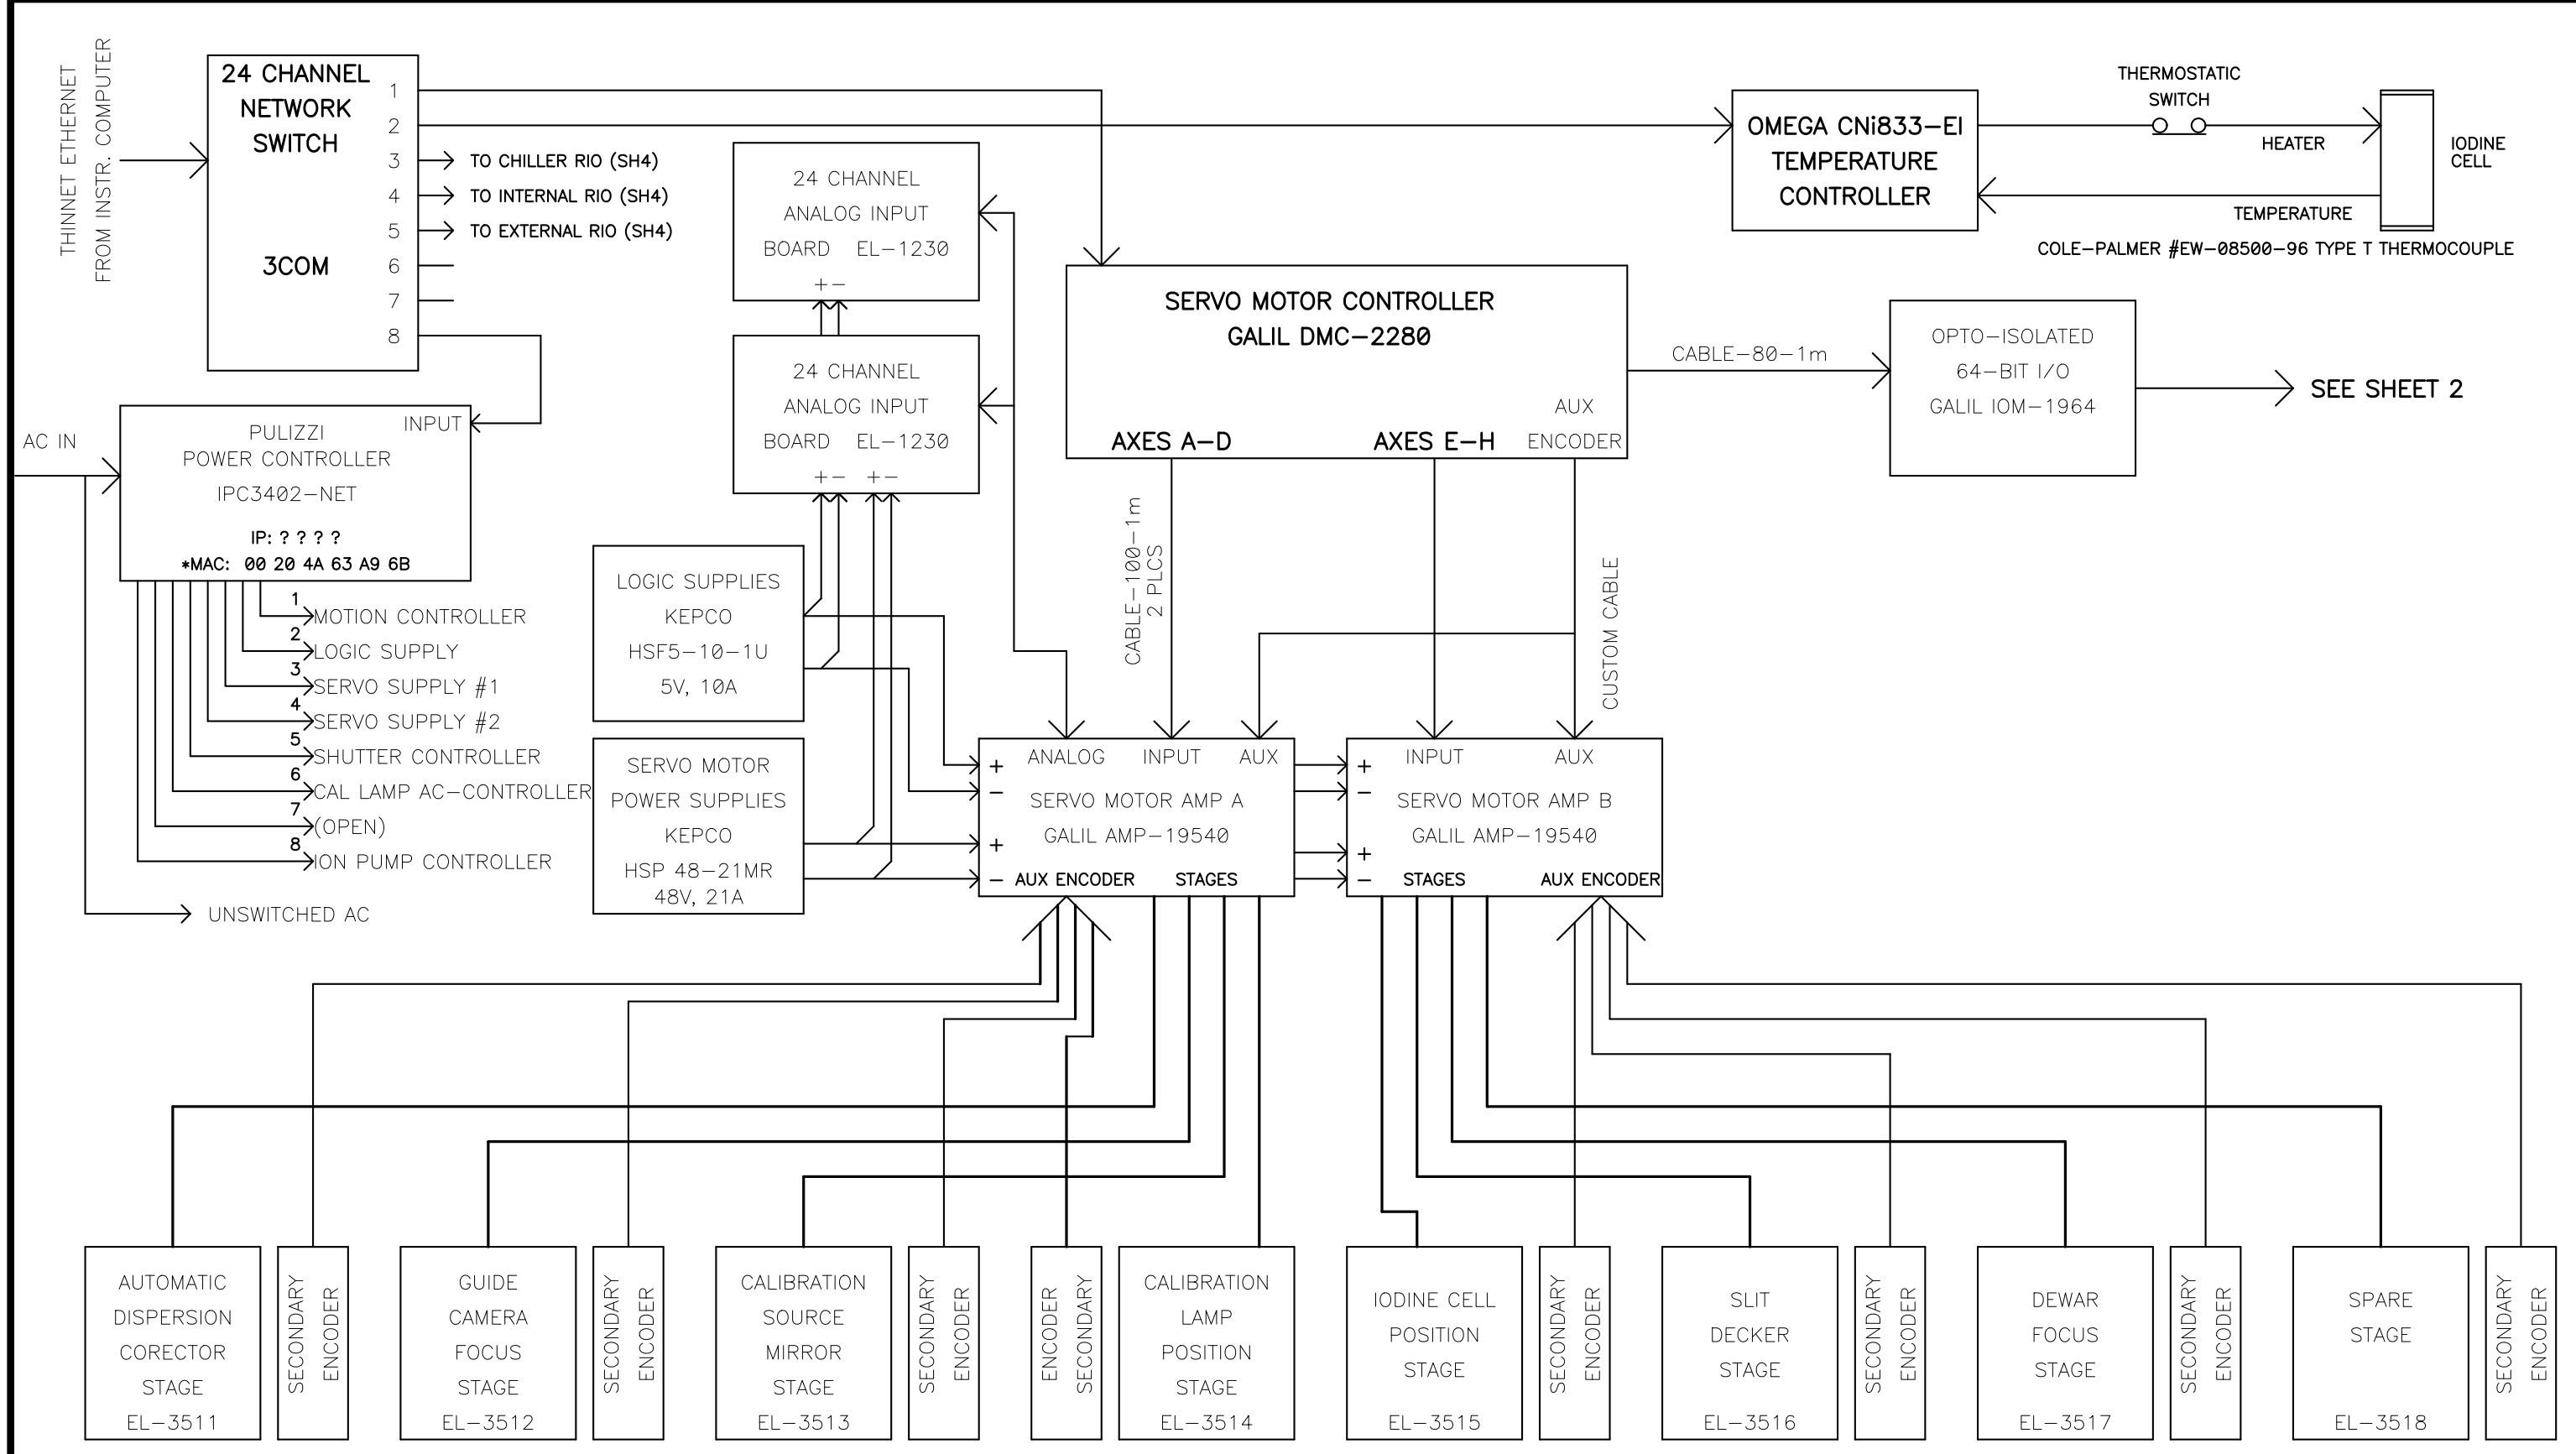 THINNET ETHERNET
FROM INSTR. COMPUTER
24 CHANNEL
NETWORK
SWITCH
3COM
1
2
3
4
5
6
7
8
TO CHILLER RIO (SH4)
TO INTERNAL RIO (SH4)
TO EXTERNAL RIO (SH4)
24 CHANNEL
ANALOG INPUT
BOARD EL-1230
+-
24 CHANNEL
ANALOG INPUT
BOARD EL-1230
+- +-
OMEGA CNi833-EI
TEMPERATURE
CONTROLLER
THERMOSTATIC
SWITCH
HEATER
IODINE
CELL
TEMPERATURE
COLE-PALMER #EW-08500-96 TYPE T THERMOCOUPLE
SERVO MOTOR CONTROLLER
GALIL DMC-2280
AXES A-D
AXES E-H
AUX
ENCODER
CABLE-80-1m
OPTO-ISOLATED
64-BIT I/O
GALIL IOM-1964
SEE SHEET 2
AC IN
INPUT
PULIZZI
POWER CONTROLLER
IPC3402-NET
IP: ? ? ? ?
*MAC: 00 20 4A 63 A9 6B
1
MOTION CONTROLLER
2
LOGIC SUPPLY
3
SERVO SUPPLY #1
4
SERVO SUPPLY #2
5
SHUTTER CONTROLLER
6
CAL LAMP AC-CONTROLLER
7
(OPEN)
8
ION PUMP CONTROLLER
UNSWITCHED AC
LOGIC SUPPLIES
KEPCO
HSF5-10-1U
5V, 10A
SERVO MOTOR
POWER SUPPLIES
KEPCO
HSP 48-21MR
48V, 21A
CABLE-100-1m
2 PLCS
CUSTOM CABLE
ANALOG INPUT AUX
+
-
SERVO MOTOR AMP A
GALIL AMP-19540
+
-
AUX ENCODER STAGES
INPUT AUX
+
-
SERVO MOTOR AMP B
GALIL AMP-19540
+
-
STAGES AUX ENCODER
AUTOMATIC
DISPERSION
CORECTOR
STAGE
EL-3511
SECONDARY
ENCODER
GUIDE
CAMERA
FOCUS
STAGE
EL-3512
SECONDARY
ENCODER
CALIBRATION
SOURCE
MIRROR
STAGE
EL-3513
SECONDARY
ENCODER
ENCODER
SECONDARY
CALIBRATION
LAMP
POSITION
STAGE
EL-3514
IODINE CELL
POSITION
STAGE
EL-3515
SECONDARY
ENCODER
SLIT
DECKER
STAGE
EL-3516
SECONDARY
ENCODER
DEWAR
FOCUS
STAGE
EL-3517
SECONDARY
ENCODER
SPARE
STAGE
EL-3518
SECONDARY
ENCODER